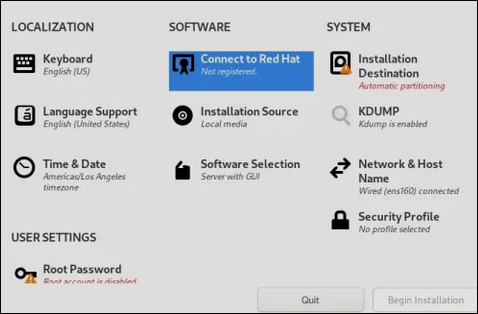 LOCALIZATION
Keyboard
English (US)
Language Support
English (United States)
Time & Date
Americas/Los Angeles
timezone
USER SETTINGS
Root Password
Root account is disabled
SOFTWARE
Connect to Red Hat
Not registered.
Installation Source
Local media
Software Selection
Server with GUI
SYSTEM
Installation
Destination
Automatic partitioning
KDUMP
Kdump is enabled
Network & Host
Name
Wired (ens160) connected
Security Profile
No profile selected
Quit
Begin Installation